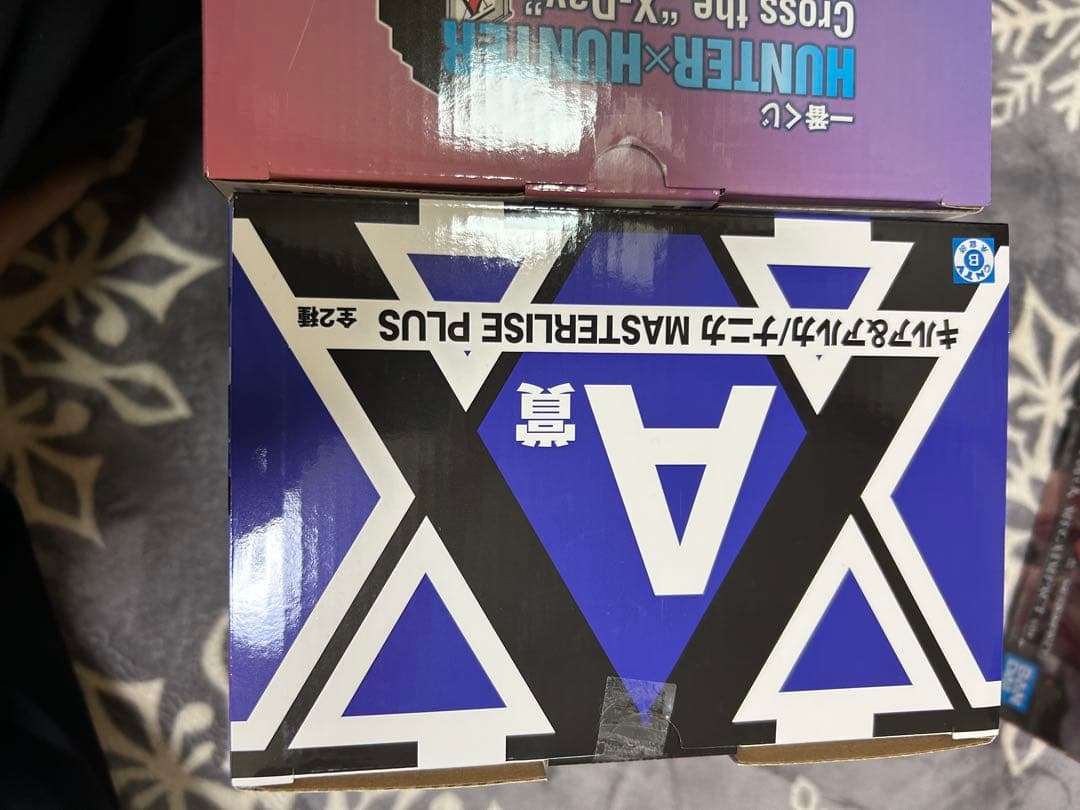 一番くじ
HUNTER×HUNTER
Cross the "X-Day"
キルア&アルカ/ナニカ MASTERLISE PLUS 全2種
A賞
B